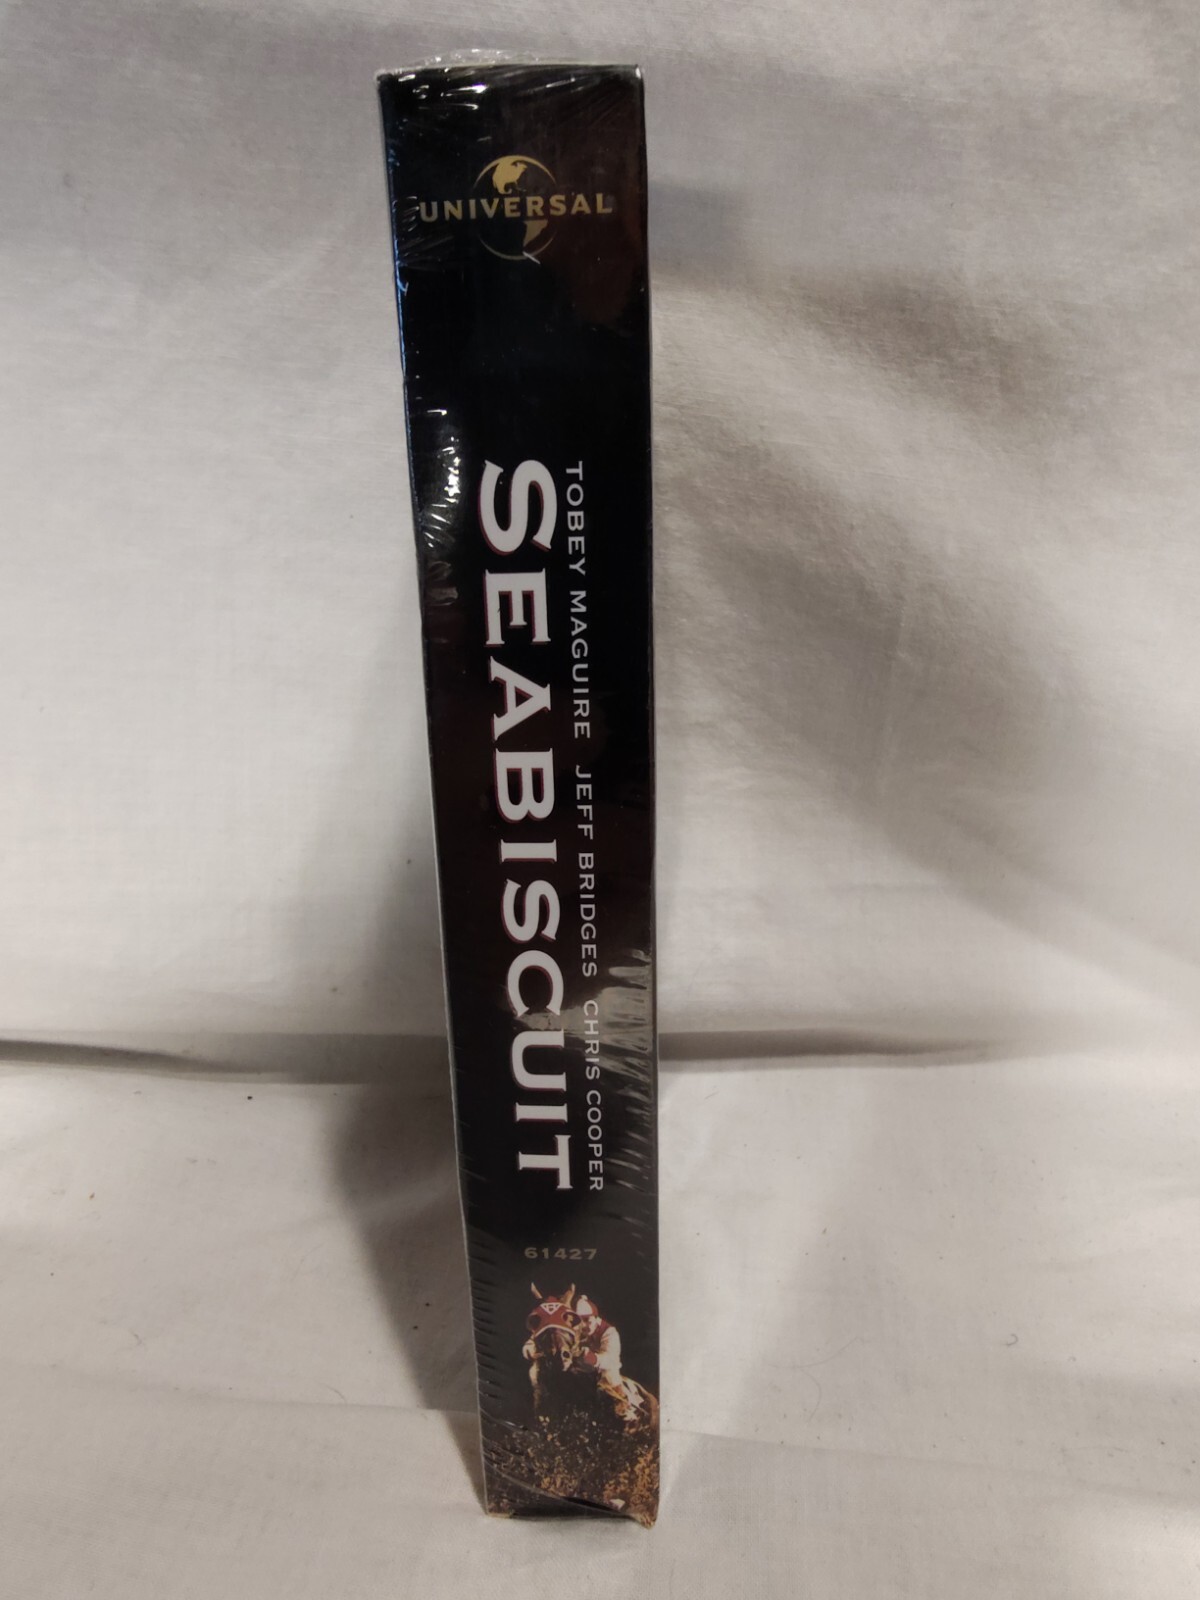 UNIVERSAL
TOBEY MAGUIRE JEFF BRIDGES CHRIS COOPER
SEABISCUIT
61427